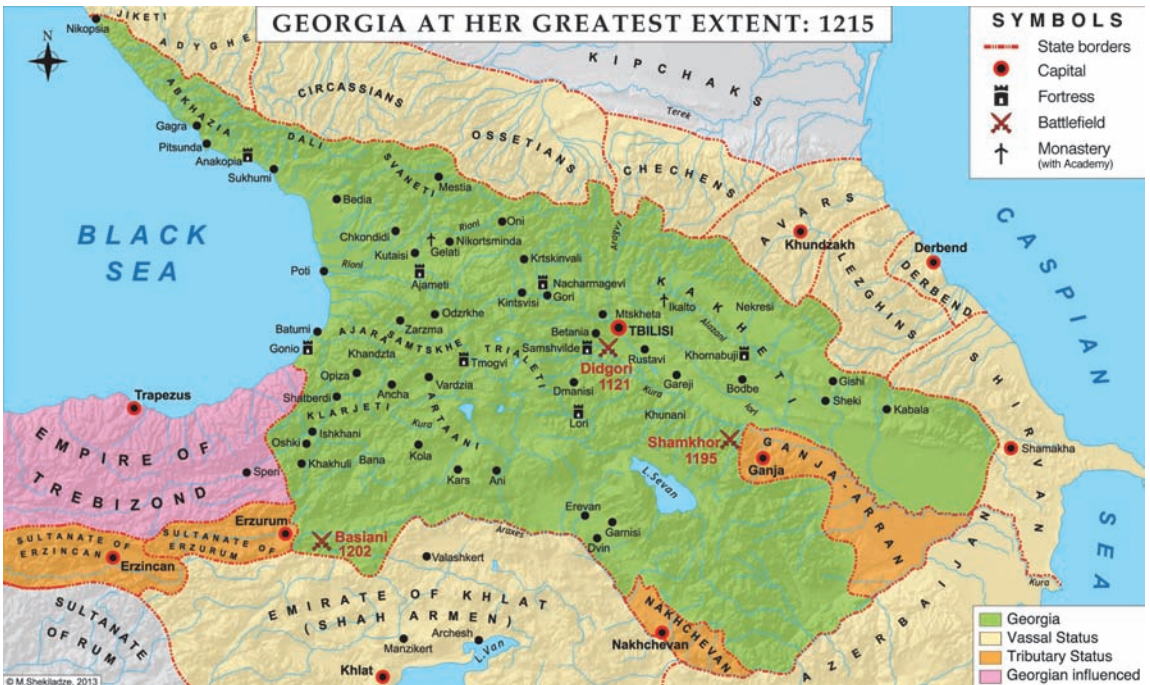 GEORGIA AT HER GREATEST EXTENT: 1215
SYMBOLS
State borders
Capital
Fortress
Battlefield
Monastery
(with Academy)
N
JIKETI
Nikopsia
ADYGHE
KIPCHAKS
Terek
CIRCASSIANS
ABKHAZIA
Gagra
Pitsunda
Anakopia
Sukhumi
DALI
SVANETI
OSSETIANS
CHECHENS
Mestia
Bedia
AVARS
Khundzakh
Derbend
DERBEND
LEZGHINS
CASPIAN
SEA
BLACK
SEA
Chkondidi
Rioni
Oni
Nikortsminda
Gelati
Kutaisi
Aragvi
Krtskinvali
Poti
Rioni
Ajameti
Nacharmagevi
Kintsvisi
Gori
KAKHETI
Ikalto
Nekresi
Alazani
Odzrkhe
Mtskheta
Batumi
AJARA
SAMTSKHE
Zarzma
Betania
TBILISI
SHIRVAN
Gonio
Khandzta
Tmogvi
TRIALETI
Samshvilde
Didgori
1121
Rustavi
Khornabuji
Opiza
Ancha
Vardzia
Dmanisi
Kura
Gareji
Bodbe
Gishi
Sheki
Kabala
Trapezus
Shatberdi
KLARJETI
ARTAANI
Lori
Khunani
Iori
EMPIRE OF
TREBIZOND
Ishkhani
Oshki
Kura
Shamkhor
1195
GANJA-ARRAN
Ganja
Shamakha
Speri
Khakhuli
Bana
Kola
Kars
Ani
L.Sevan
Erzurum
Erevan
Garnisi
Dvin
SULTANATE OF
ERZINCAN
SULTANATE OF
ERZURUM
Basiani
1202
Araxes
Erzincan
Valashkert
Kura
EMIRATE OF KHLAT
(SHAH ARMEN)
NAKHCHEVAN
Nakhchevan
AZERBAIJAN
SULTANATE
OF RUM
Manzikert
Archesh
L.Van
Khlat
Georgia
Vassal Status
Tributary Status
Georgian influenced
© M.Shekiladze, 2013